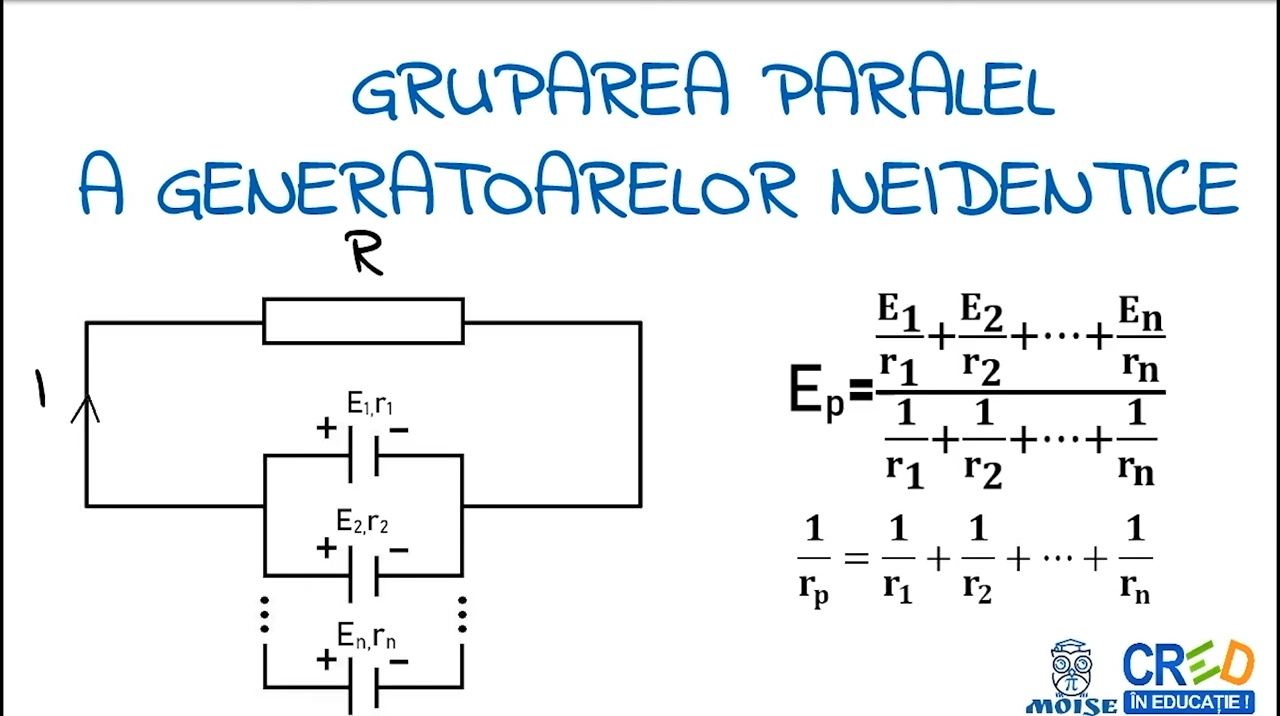 GRUPAREA PARALEL
A GENERATOARELOR NEIDENTICE
R
I
+ E1,r1 −
+ E2,r2 −
+ En,rn −
Ep = (E1/r1 + E2/r2 + ⋯ + En/rn) / (1/r1 + 1/r2 + ⋯ + 1/rn)
1/rp = 1/r1 + 1/r2 + ⋯ + 1/rn
π
MOISE
CRED
ÎN EDUCAȚIE !